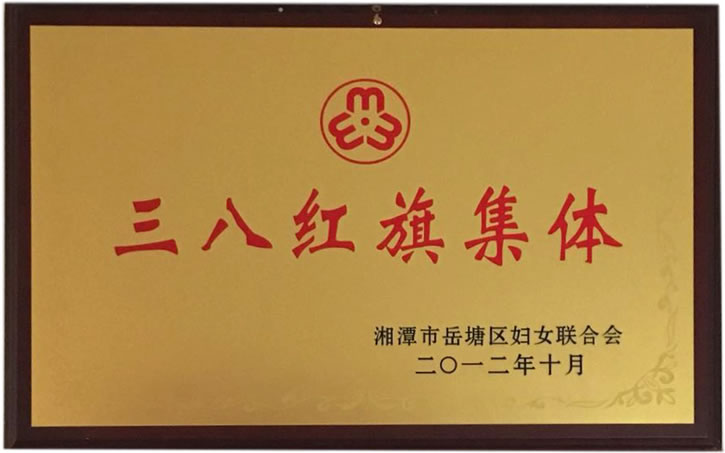 三八红旗集体
湘潭市岳塘区妇女联合会
二〇一二年十月